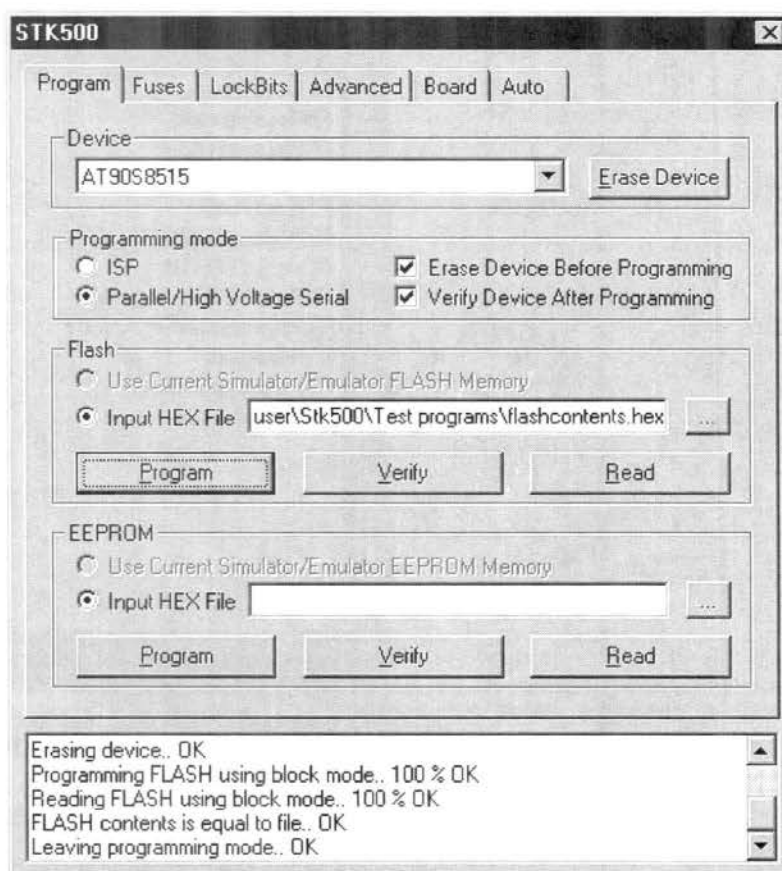 STK500
Program Fuses LockBits Advanced Board Auto
Device
AT90S8515 Erase Device
Programming mode
ISP Erase Device Before Programming
Parallel/High Voltage Serial Verify Device After Programming
Flash
Use Current Simulator/Emulator FLASH Memory
Input HEX File user\Stk500\Test programs\flashcontents.hex ...
Program Verify Read
EEPROM
Use Current Simulator/Emulator EEPROM Memory
Input HEX File ...
Program Verify Read
Erasing device.. OK
Programming FLASH using block mode.. 100 % OK
Reading FLASH using block mode.. 100 % OK
FLASH contents is equal to file.. OK
Leaving programming mode.. OK